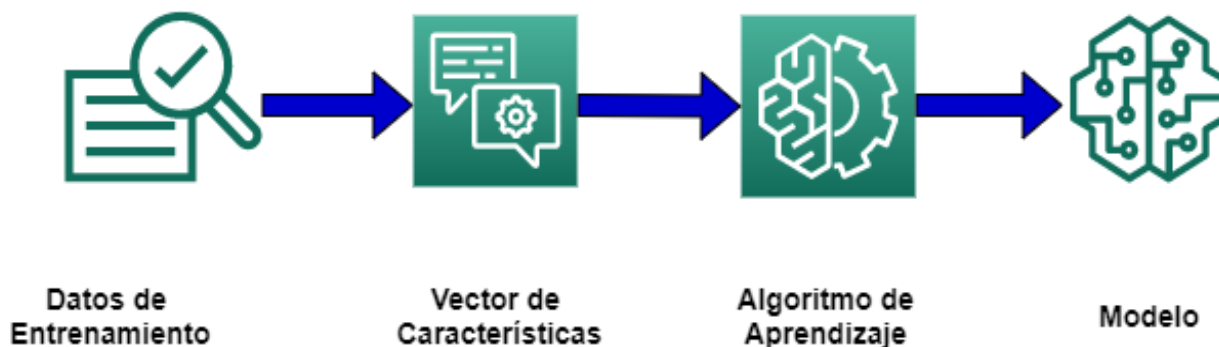 Datos de
Entrenamiento
Vector de
Características
Algoritmo de
Aprendizaje
Modelo